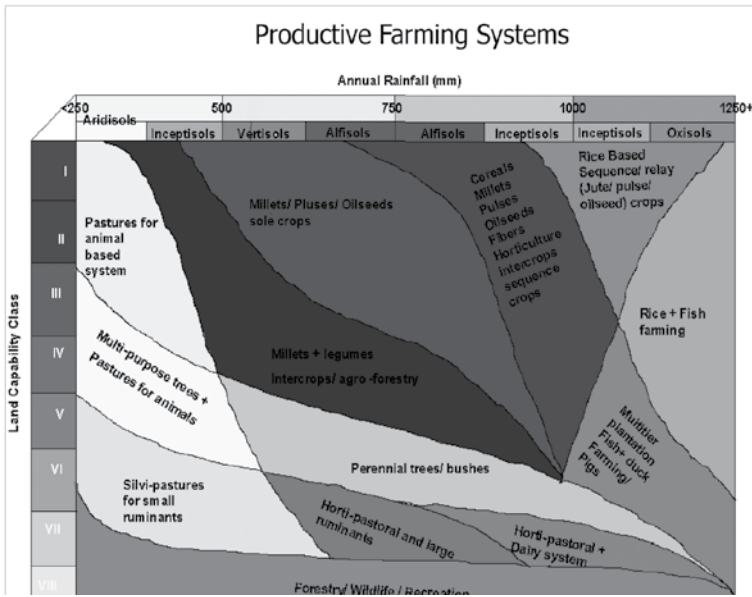 Productive Farming Systems
Annual Rainfall (mm)
<250
500
750
1000
1250+
Aridisols
Inceptisols
Vertisols
Alfisols
Alfisols
Inceptisols
Inceptisols
Oxisols
Land Capability Class
I
II
III
IV
V
VI
VII
VIII
Pastures for
animal
based
system
Millets/ Pluses/ Oilseeds
sole crops
Cereals
Millets
Pulses
Oilseeds
Fibers
Horticulture
intercrops
sequence
crops
Rice Based
Sequence/ relay
(Jute/ pulse/
oilseed) crops
Rice + Fish
farming
Multi-purpose trees +
Pastures for animals
Millets + legumes
Intercrops/ agro -forestry
Multitier
plantation
Fish+ duck
Farming/
Pigs
Perennial trees/ bushes
Silvi-pastures
for small
ruminants
Horti-pastoral and large
ruminants
Horti-pastoral +
Dairy system
Forestry/ Wildlife / Recreation